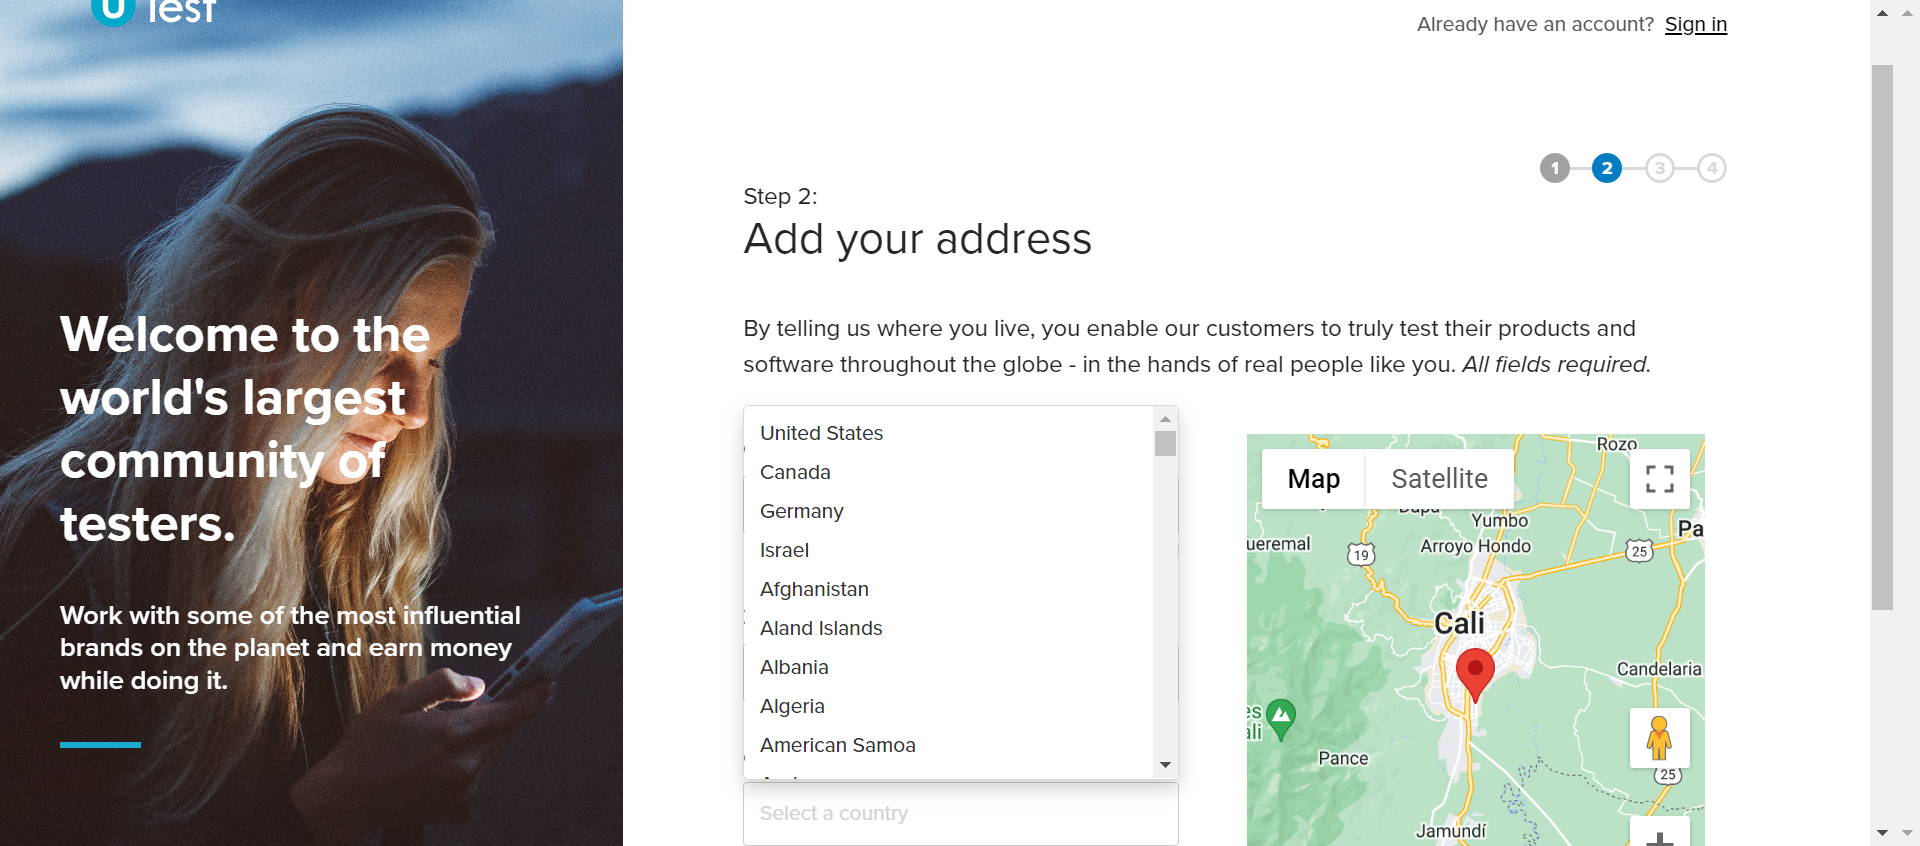 U Test
Already have an account? Sign in
1 2 3 4
Step 2:
Add your address
By telling us where you live, you enable our customers to truly test their products and
software throughout the globe - in the hands of real people like you. All fields required.
Welcome to the
world's largest
community of
testers.
Work with some of the most influential
brands on the planet and earn money
while doing it.
United States
Canada
Germany
Israel
Afghanistan
Aland Islands
Albania
Algeria
American Samoa
Select a country
Map
Satellite
Rozo
Yumbo
Pa
ueremal
19
Arroyo Hondo
25
Cali
Candelaria
es
ali
Pance
25
Jamundí